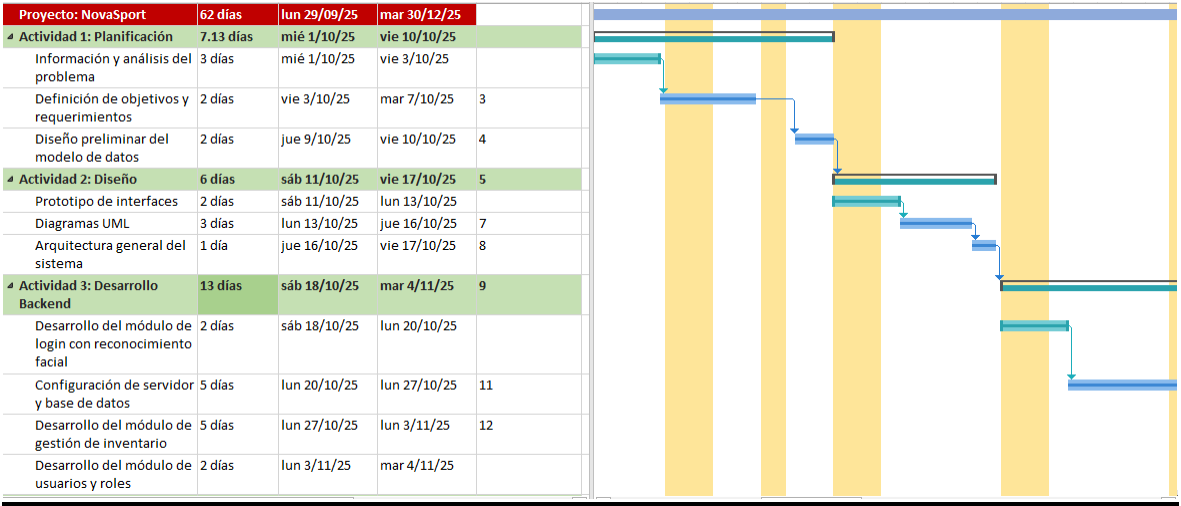 Proyecto: NovaSport 62 días lun 29/09/25 mar 30/12/25
Actividad 1: Planificación 7.13 días mié 1/10/25 vie 10/10/25
Información y análisis del 3 días mié 1/10/25 vie 3/10/25
problema
Definición de objetivos y 2 días vie 3/10/25 mar 7/10/25 3
requerimientos
Diseño preliminar del 2 días jue 9/10/25 vie 10/10/25 4
modelo de datos
Actividad 2: Diseño 6 días sáb 11/10/25 vie 17/10/25 5
Prototipo de interfaces 2 días sáb 11/10/25 lun 13/10/25
Diagramas UML 3 días lun 13/10/25 jue 16/10/25 7
Arquitectura general del 1 día jue 16/10/25 vie 17/10/25 8
sistema
Actividad 3: Desarrollo 13 días sáb 18/10/25 mar 4/11/25 9
Backend
Desarrollo del módulo de 2 días sáb 18/10/25 lun 20/10/25
login con reconocimiento
facial
Configuración de servidor 5 días lun 20/10/25 lun 27/10/25 11
y base de datos
Desarrollo del módulo de 5 días lun 27/10/25 lun 3/11/25 12
gestión de inventario
Desarrollo del módulo de 2 días lun 3/11/25 mar 4/11/25
usuarios y roles